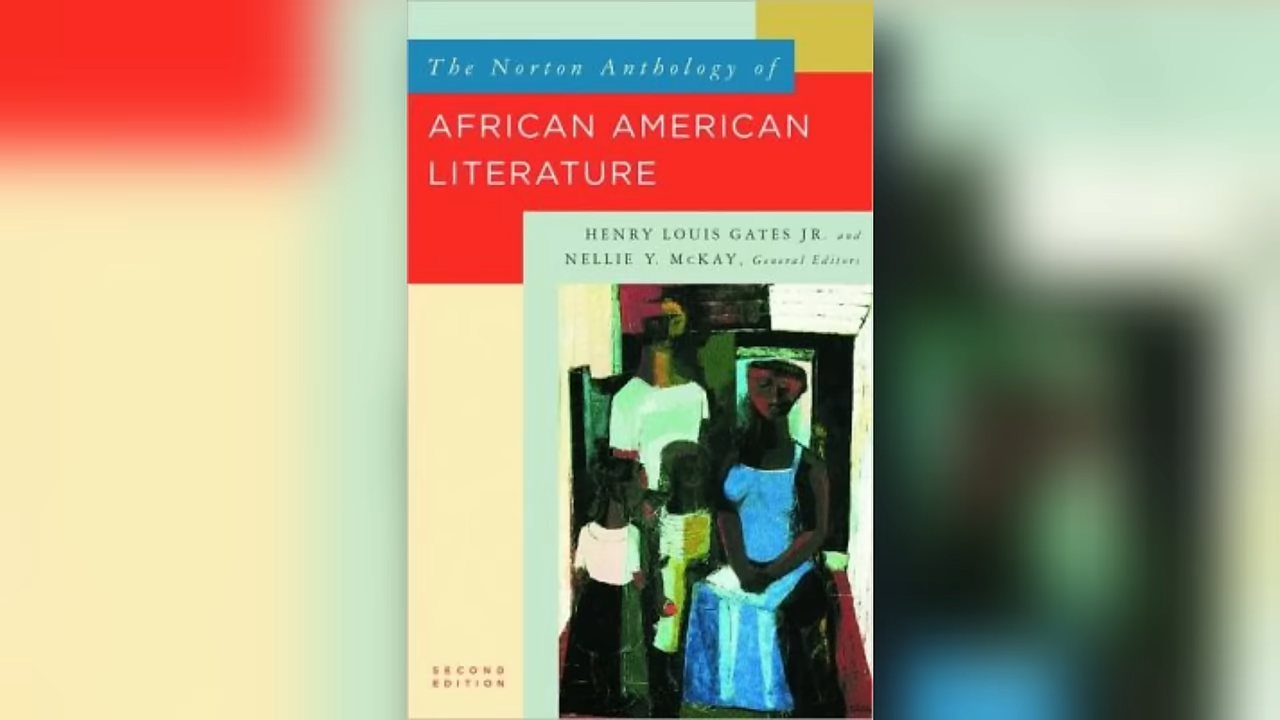 The Norton Anthology of
AFRICAN AMERICAN
LITERATURE
HENRY LOUIS GATES JR. and
NELLIE Y. McKAY, General Editors
SECOND
EDITION